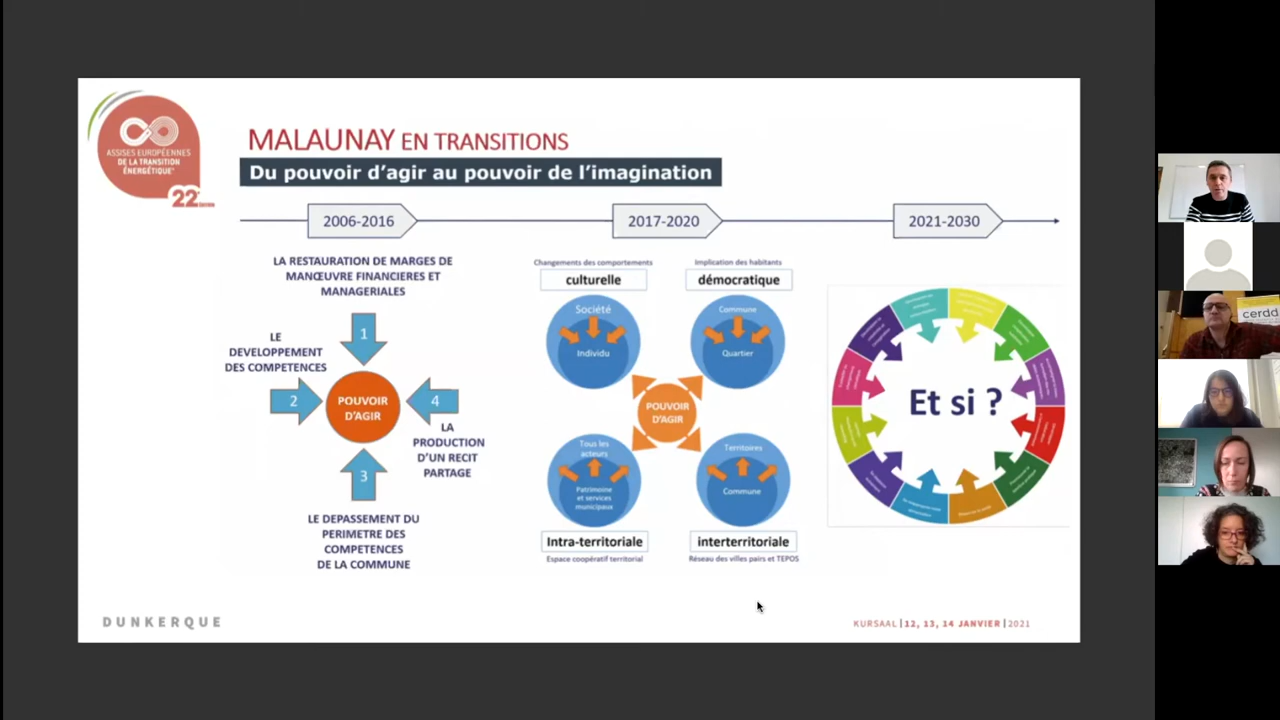 ASSISES EUROPÉENNES
DE LA TRANSITION
ÉNERGÉTIQUE
22e
ÉDITION
MALAUNAY EN TRANSITIONS
Du pouvoir d’agir au pouvoir de l’imagination
2006-2016
2017-2020
2021-2030
LA RESTAURATION DE MARGES DE
MANŒUVRE FINANCIERES ET
MANAGERIALES
1
LE
DEVELOPPEMENT
DES COMPETENCES
2
POUVOIR
D’AGIR
4
LA
PRODUCTION
D’UN RECIT
PARTAGE
3
LE DEPASSEMENT DU
PERIMETRE DES
COMPETENCES
DE LA COMMUNE
Changements des comportements
culturelle
Société
Individu
Implication des habitants
démocratique
Commune
Quartier
POUVOIR
D’AGIR
Tous les
acteurs
Patrimoine
et services
municipaux
Intra-territoriale
Espace coopératif territorial
Territoires
Commune
interterritoriale
Réseau des villes pairs et TEPOS
Et si ?
DUNKERQUE
KURSAAL | 12, 13, 14 JANVIER | 2021
cerdd